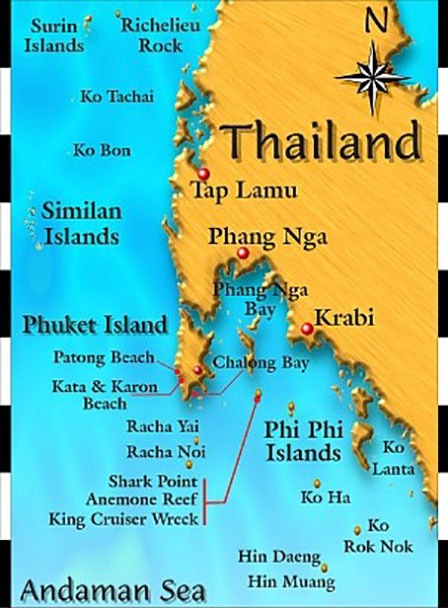 Surin
Islands
Richelieu
Rock
N
Ko Tachai
Thailand
Ko Bon
Tap Lamu
Similan
Islands
Phang Nga
Phang Nga
Bay
Phuket Island
Krabi
Patong Beach
Chalong Bay
Kata & Karon
Beach
Racha Yai
Phi Phi
Islands
Racha Noi
Ko
Lanta
Shark Point
Anemone Reef
King Cruiser Wreck
Ko Ha
Ko
Rok Nok
Hin Daeng
Hin Muang
Andaman Sea